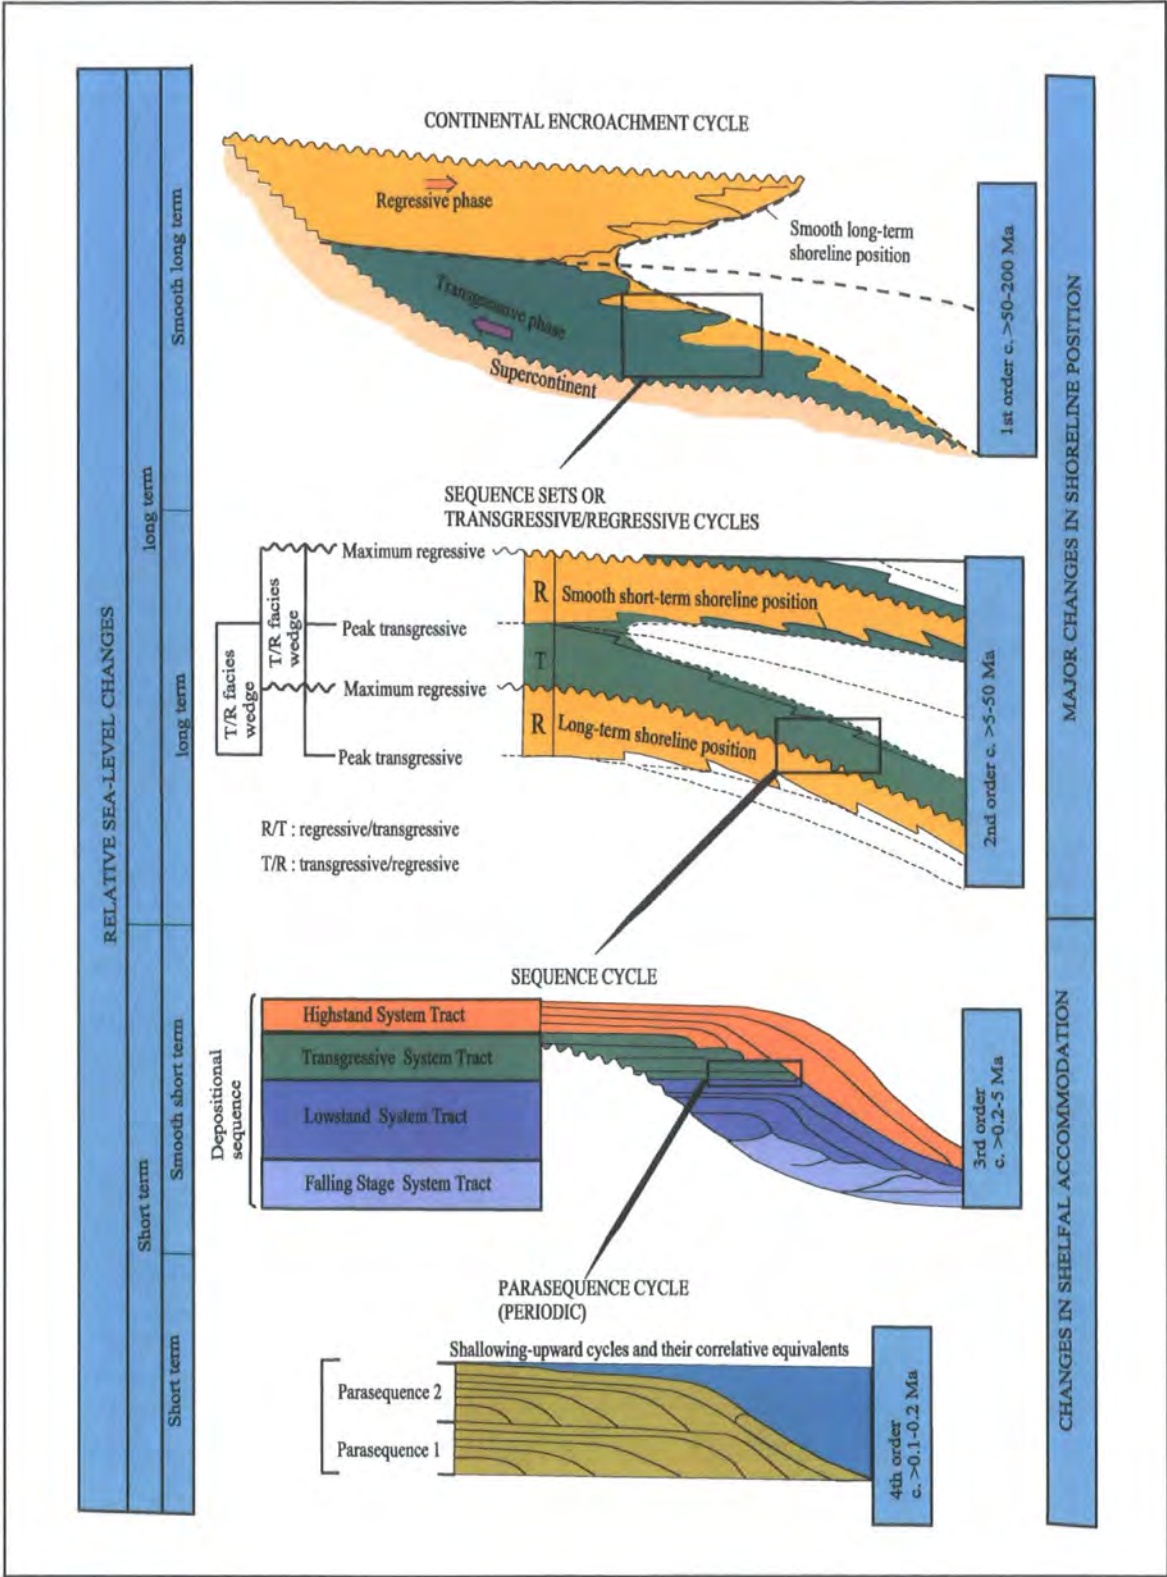 RELATIVE SEA-LEVEL CHANGES
long term
Short term
Smooth long term
long term
Smooth short term
Short term
CONTINENTAL ENCROACHMENT CYCLE
Regressive phase
Smooth long-term
shoreline position
Transgressive phase
Supercontinent
1st order c. >50-200 Ma
MAJOR CHANGES IN SHORELINE POSITION
SEQUENCE SETS OR
TRANSGRESSIVE/REGRESSIVE CYCLES
T/R facies
wedge
T/R facies
wedge
Maximum regressive
Peak transgressive
Maximum regressive
Peak transgressive
R
T
R
Smooth short-term shoreline position
Long-term shoreline position
2nd order c. >5-50 Ma
R/T : regressive/transgressive
T/R : transgressive/regressive
SEQUENCE CYCLE
Depositional
sequence
Highstand System Tract
Transgressive System Tract
Lowstand System Tract
Falling Stage System Tract
3rd order
c. >0.2-5 Ma
CHANGES IN SHELFAL ACCOMMODATION
PARASEQUENCE CYCLE
(PERIODIC)
Shallowing-upward cycles and their correlative equivalents
Parasequence 2
Parasequence 1
4th order
c. >0.1-0.2 Ma